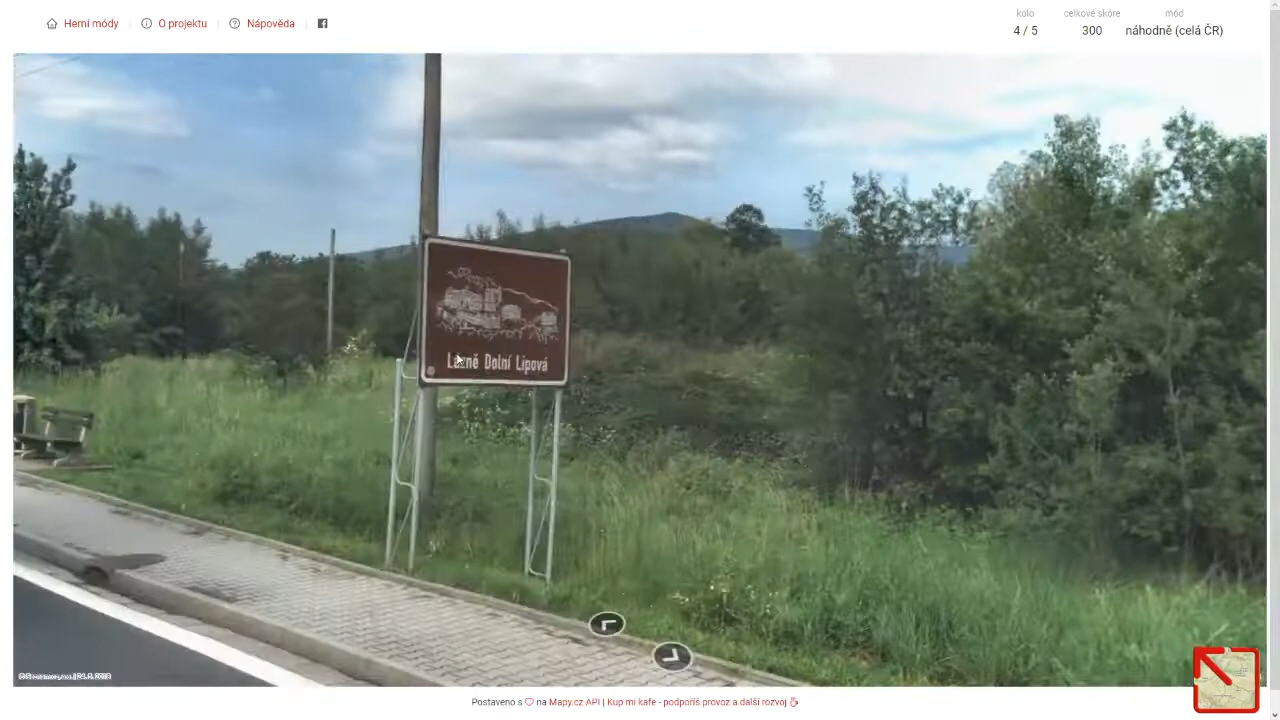 Herní módy
O projektu
Nápověda
kolo
celkové skóre
mód
4 / 5
300
náhodně (celá ČR)
Lázně Dolní Lipová
Postaveno s na Mapy.cz API | Kup mi kafe - podpoříš provoz a další rozvoj